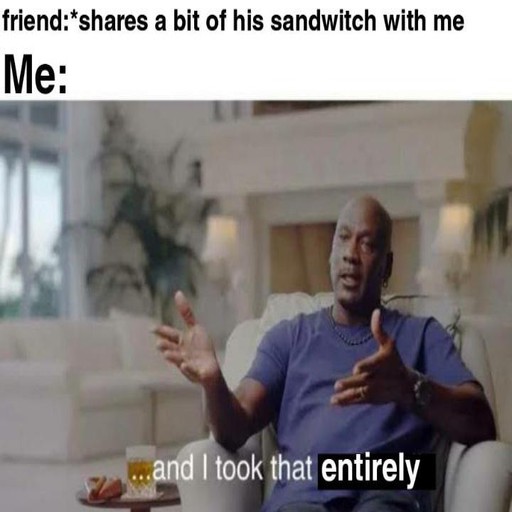 friend:*shares a bit of his sandwitch with me
Me:
...and I took that entirely